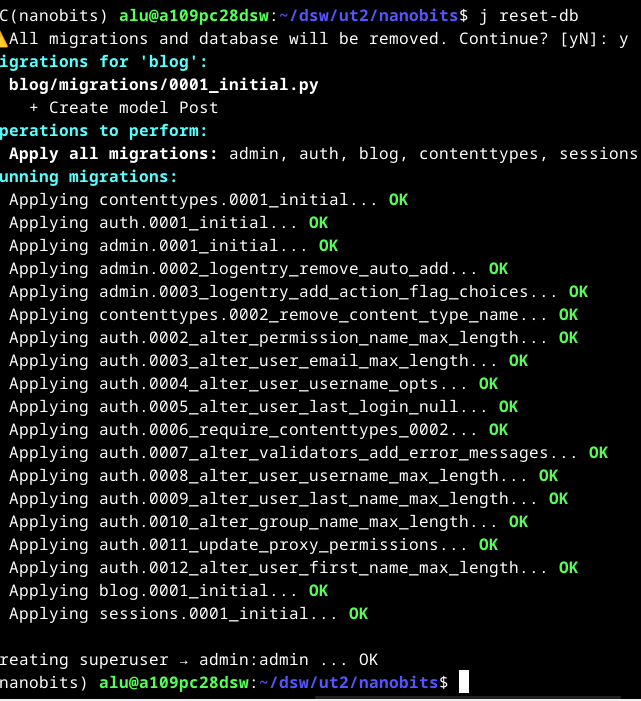 C(nanobits) alu@a109pc28dsw:~/dsw/ut2/nanobits$ j reset-db
All migrations and database will be removed. Continue? [yN]: y
igrations for 'blog':
blog/migrations/0001_initial.py
+ Create model Post
perations to perform:
Apply all migrations: admin, auth, blog, contenttypes, sessions
unning migrations:
Applying contenttypes.0001_initial... OK
Applying auth.0001_initial... OK
Applying admin.0001_initial... OK
Applying admin.0002_logentry_remove_auto_add... OK
Applying admin.0003_logentry_add_action_flag_choices... OK
Applying contenttypes.0002_remove_content_type_name... OK
Applying auth.0002_alter_permission_name_max_length... OK
Applying auth.0003_alter_user_email_max_length... OK
Applying auth.0004_alter_user_username_opts... OK
Applying auth.0005_alter_user_last_login_null... OK
Applying auth.0006_require_contenttypes_0002... OK
Applying auth.0007_alter_validators_add_error_messages... OK
Applying auth.0008_alter_user_username_max_length... OK
Applying auth.0009_alter_user_last_name_max_length... OK
Applying auth.0010_alter_group_name_max_length... OK
Applying auth.0011_update_proxy_permissions... OK
Applying auth.0012_alter_user_first_name_max_length... OK
Applying blog.0001_initial... OK
Applying sessions.0001_initial... OK
reating superuser → admin:admin ... OK
nanobits) alu@a109pc28dsw:~/dsw/ut2/nanobits$